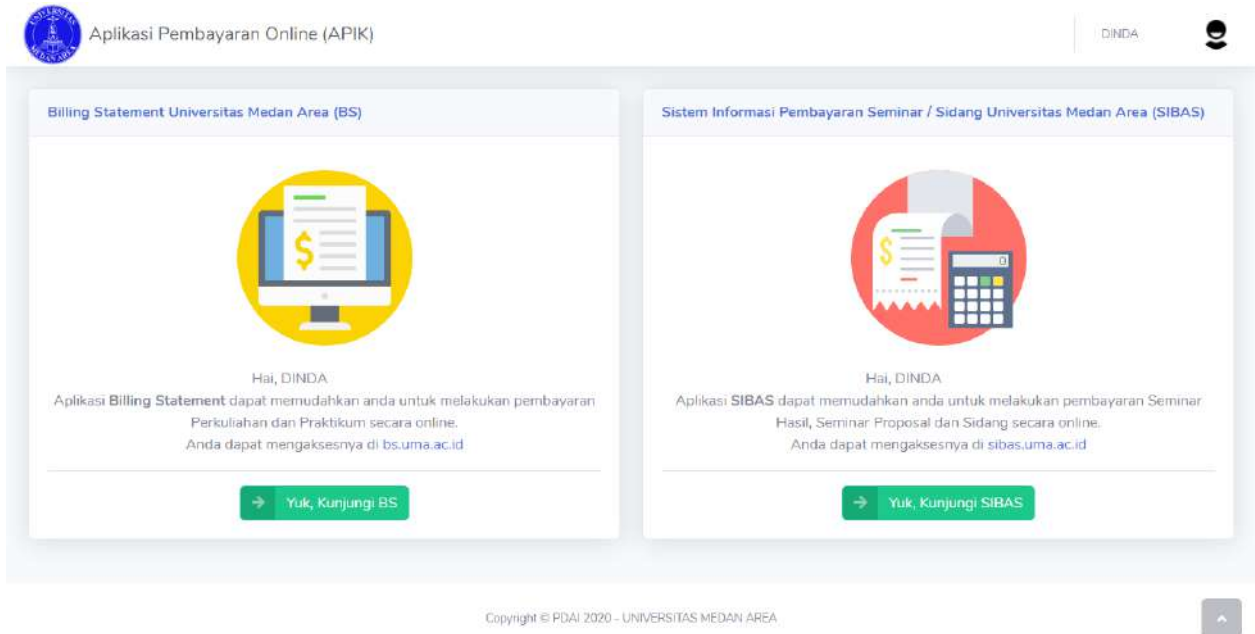 UNIVERSITAS MEDAN AREA
Aplikasi Pembayaran Online (APIK)
DINDA
Billing Statement Universitas Medan Area (BS)
$
Hai, DINDA
Aplikasi Billing Statement dapat memudahkan anda untuk melakukan pembayaran
Perkuliahan dan Praktikum secara online.
Anda dapat mengaksesnya di bs.uma.ac.id
Yuk, Kunjungi BS
Sistem Informasi Pembayaran Seminar / Sidang Universitas Medan Area (SIBAS)
$
0
Hai, DINDA
Aplikasi SIBAS dapat memudahkan anda untuk melakukan pembayaran Seminar
Hasil, Seminar Proposal dan Sidang secara online.
Anda dapat mengaksesnya di sibas.uma.ac.id
Yuk, Kunjungi SIBAS
Copyright © PDAI 2020 - UNIVERSITAS MEDAN AREA